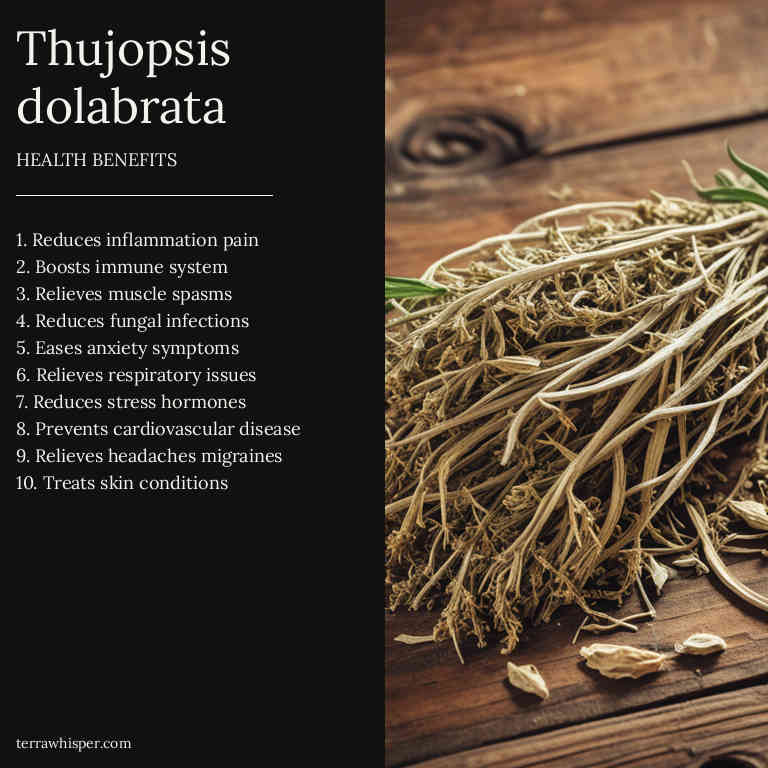 Thujopsis
dolabrata
HEALTH BENEFITS
1. Reduces inflammation pain
2. Boosts immune system
3. Relieves muscle spasms
4. Reduces fungal infections
5. Eases anxiety symptoms
6. Relieves respiratory issues
7. Reduces stress hormones
8. Prevents cardiovascular disease
9. Relieves headaches migraines
10. Treats skin conditions
terrawhisper.com